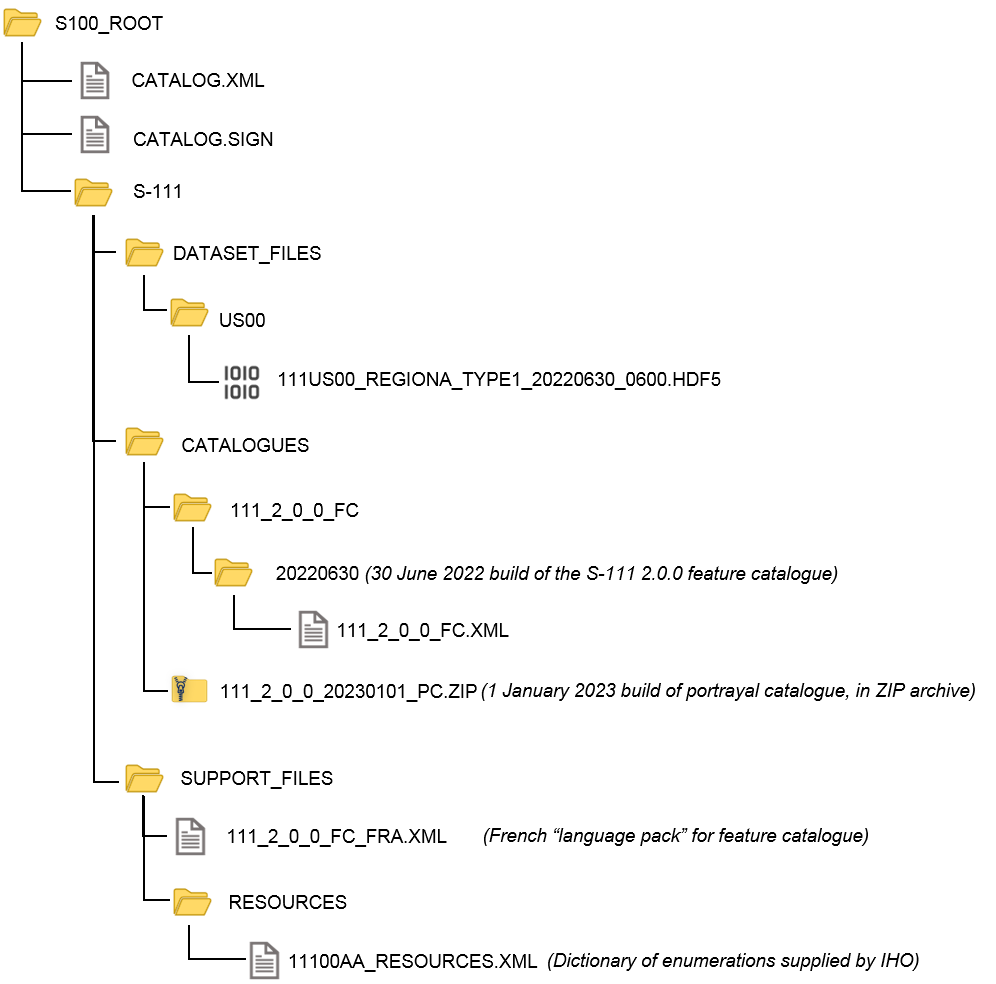 S100_ROOT
CATALOG.XML
CATALOG.SIGN
S-111
DATASET_FILES
US00
IOIO
IOIO
111US00_REGIONA_TYPE1_20220630_0600.HDF5
CATALOGUES
111_2_0_0_FC
20220630 (30 June 2022 build of the S-111 2.0.0 feature catalogue)
111_2_0_0_FC.XML
111_2_0_0_20230101_PC.ZIP (1 January 2023 build of portrayal catalogue, in ZIP archive)
SUPPORT_FILES
111_2_0_0_FC_FRA.XML (French “language pack” for feature catalogue)
RESOURCES
11100AA_RESOURCES.XML (Dictionary of enumerations supplied by IHO)